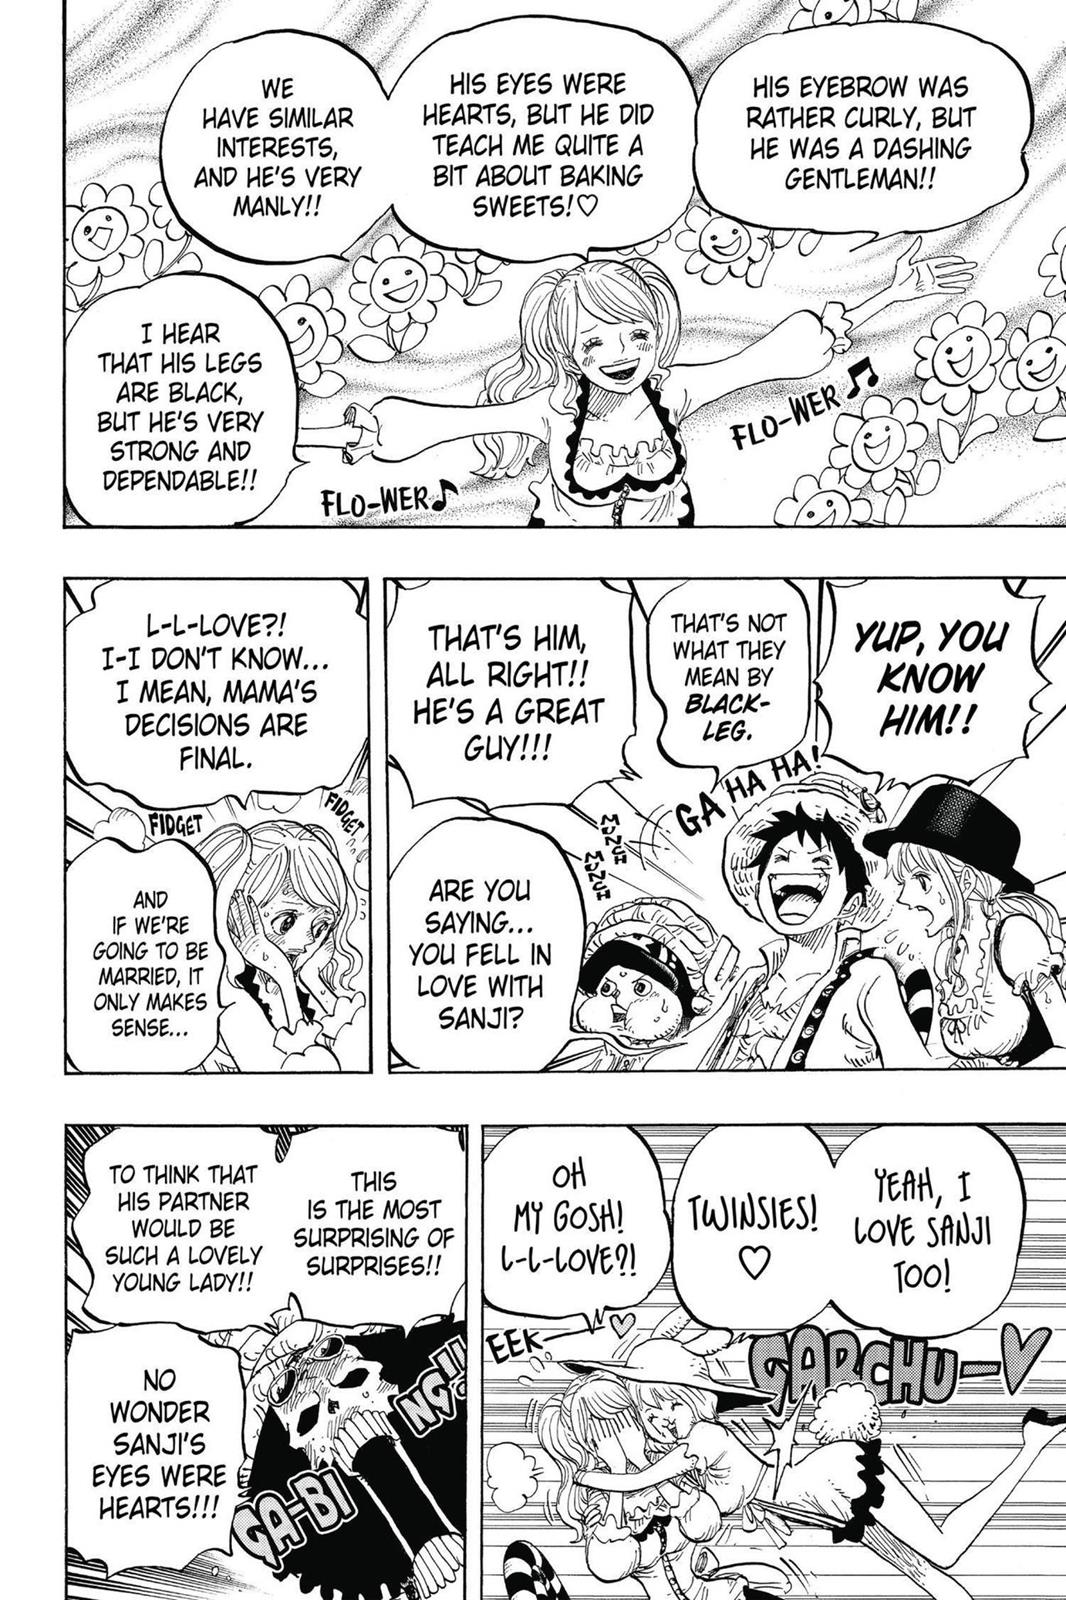 HIS EYEBROW WAS
RATHER CURLY, BUT
HE WAS A DASHING
GENTLEMAN!!
HIS EYES WERE
HEARTS, BUT HE DID
TEACH ME QUITE A
BIT ABOUT BAKING
SWEETS!♡
WE
HAVE SIMILAR
INTERESTS,
AND HE'S VERY
MANLY!!
I HEAR
THAT HIS LEGS
ARE BLACK,
BUT HE'S VERY
STRONG AND
DEPENDABLE!!
FLO-WER♫
FLO-WER♪
YUP, YOU
KNOW
HIM!!
THAT'S NOT
WHAT THEY
MEAN BY
BLACK-
LEG.
GA HA HA!
THAT'S HIM,
ALL RIGHT!!
HE'S A GREAT
GUY!!!
MUNCH
MUNCH
ARE YOU
SAYING...
YOU FELL IN
LOVE WITH
SANJI?
L-L-LOVE?!
I-I DON'T KNOW...
I MEAN, MAMA'S
DECISIONS ARE
FINAL.
FIDGET
FIDGET
AND
IF WE'RE
GOING TO BE
MARRIED, IT
ONLY MAKES
SENSE...
YEAH, I
LOVE SANJI
TOO!
TWINSIES!
♡
OH
MY GOSH!
L-L-LOVE?!
EEK
GARCHU-♡
THIS
IS THE MOST
SURPRISING OF
SURPRISES!!
TO THINK THAT
HIS PARTNER
WOULD BE
SUCH A LOVELY
YOUNG LADY!!
NO
WONDER
SANJI'S
EYES WERE
HEARTS!!!
GA-BI
NG!!